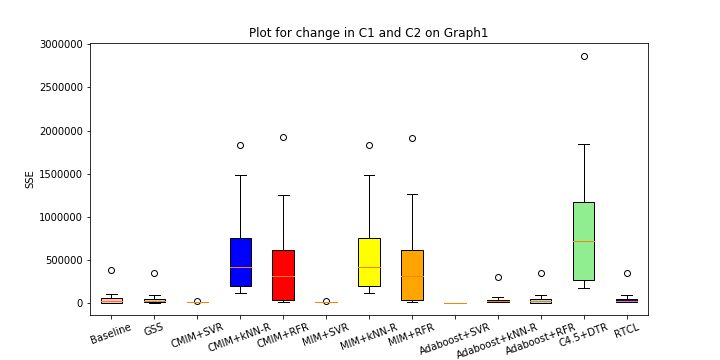 Plot for change in C1 and C2 on Graph1
3000000
2500000
2000000
1500000
1000000
500000
0
SSE
Baseline
GSS
CMIM+SVR
CMIM+kNN-R
CMIM+RFR
MIM+SVR
MIM+kNN-R
MIM+RFR
Adaboost+SVR
Adaboost+kNN-R
Adaboost+RFR
C4.5+DTR
RTCL